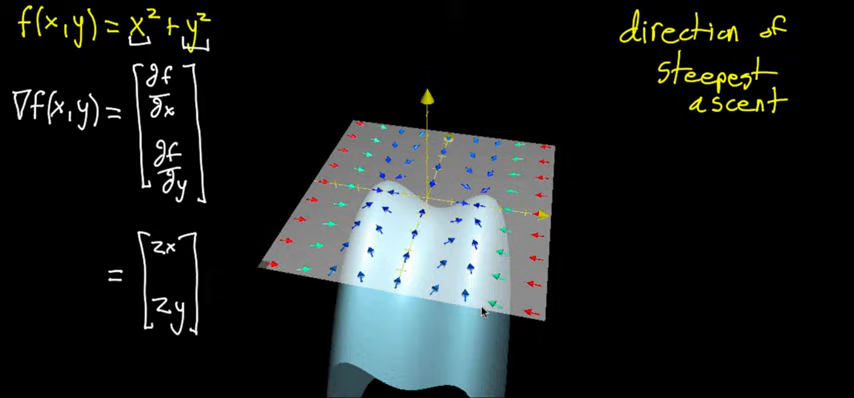 f(x,y) = x² + y²
∇f(x,y) = [∂f/∂x
∂f/∂y]
= [2x
2y]
direction of
steepest
ascent